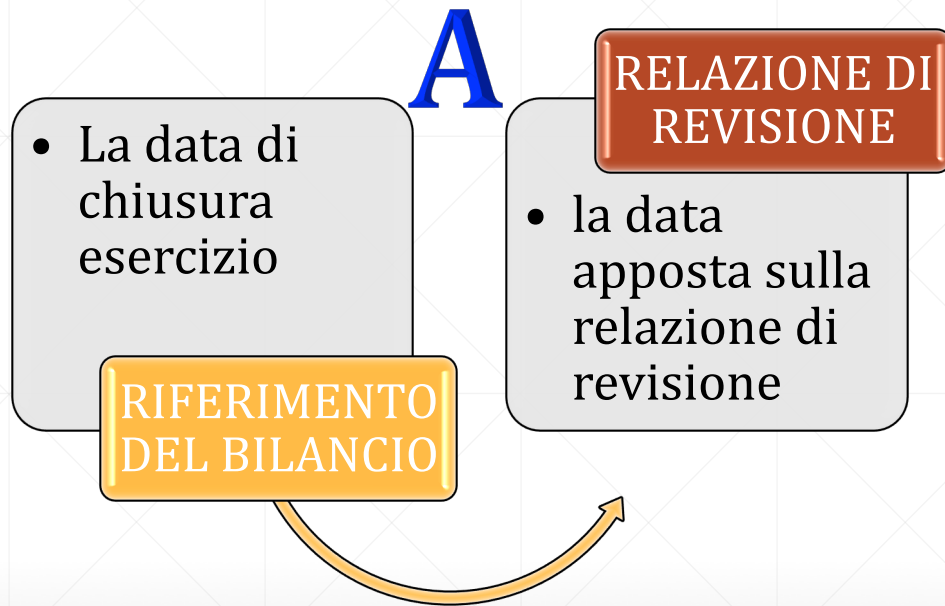 A
• La data di
chiusura
esercizio
RIFERIMENTO
DEL BILANCIO
RELAZIONE DI
REVISIONE
• la data
apposta sulla
relazione di
revisione